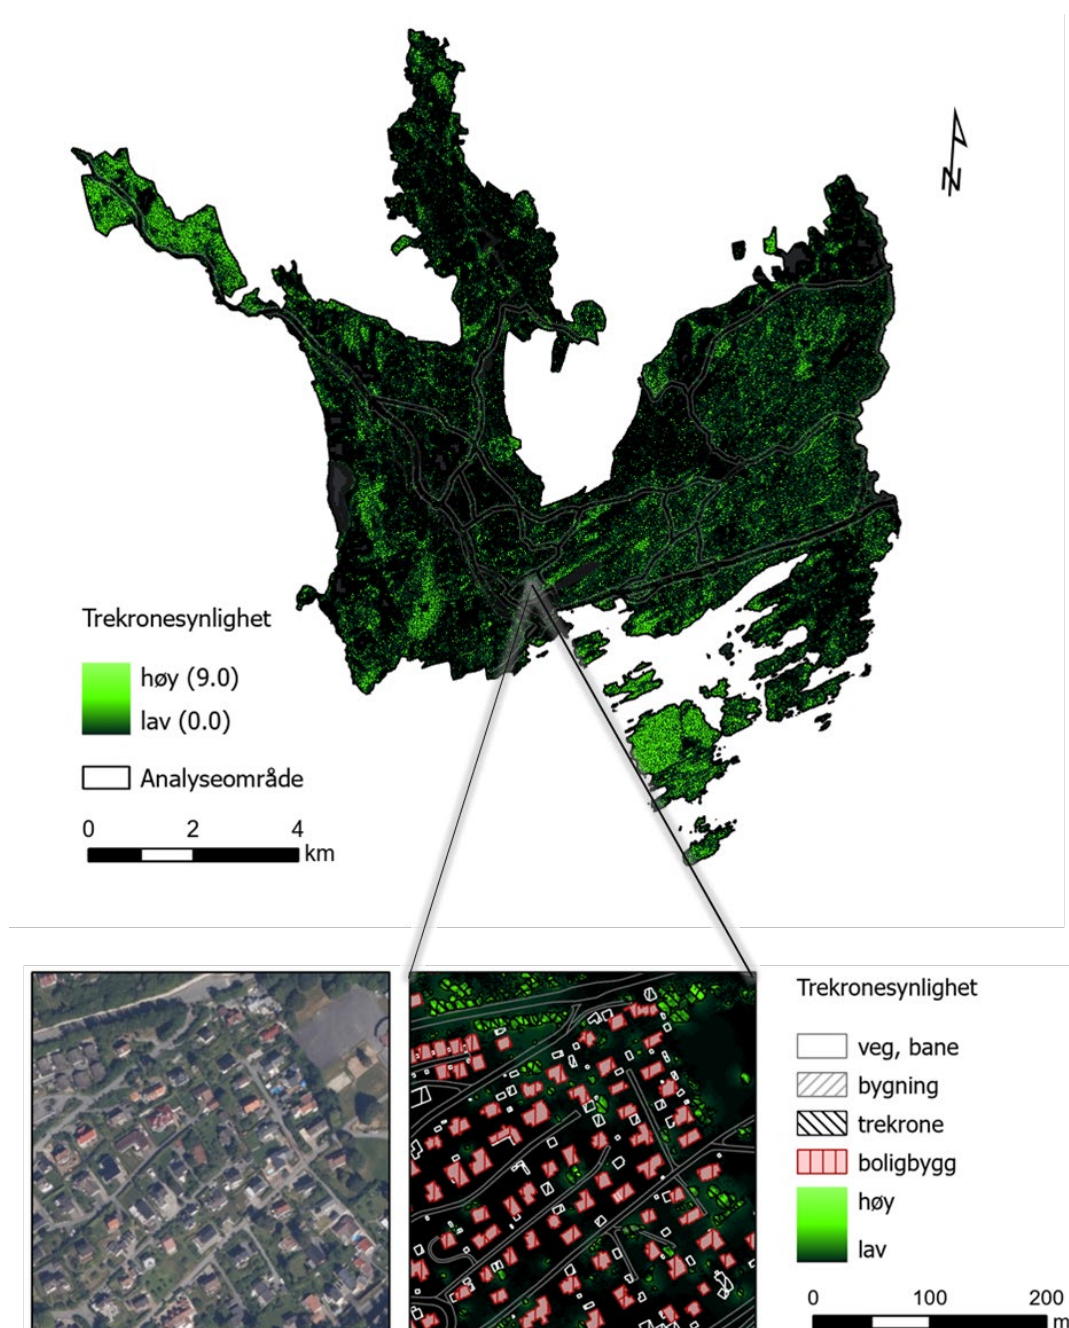 N
Trekronesynlighet
høy (9.0)
lav (0.0)
Analyseområde
0 2 4
km
Trekronesynlighet
veg, bane
bygning
trekrone
boligbygg
høy
lav
0 100 200
m